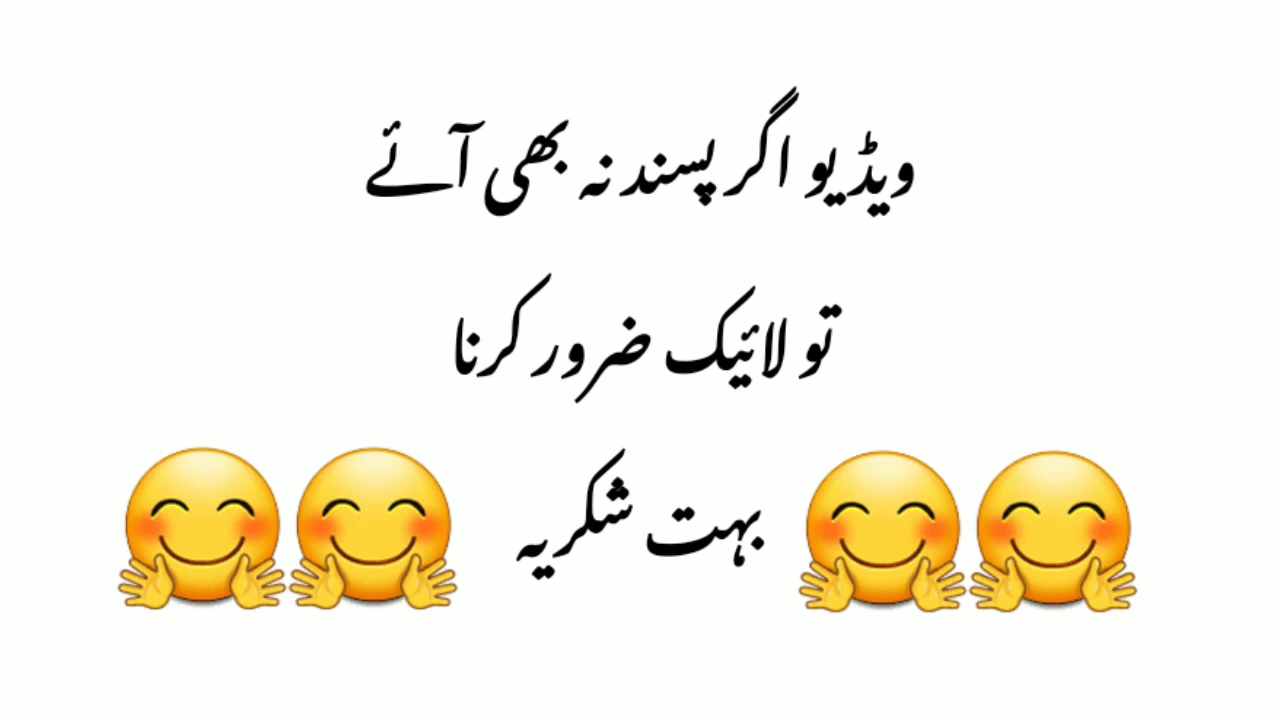 ویڈیو اگر پسند نہ بھی آئے
تو لائیک ضرور کرنا
بہت شکریہ